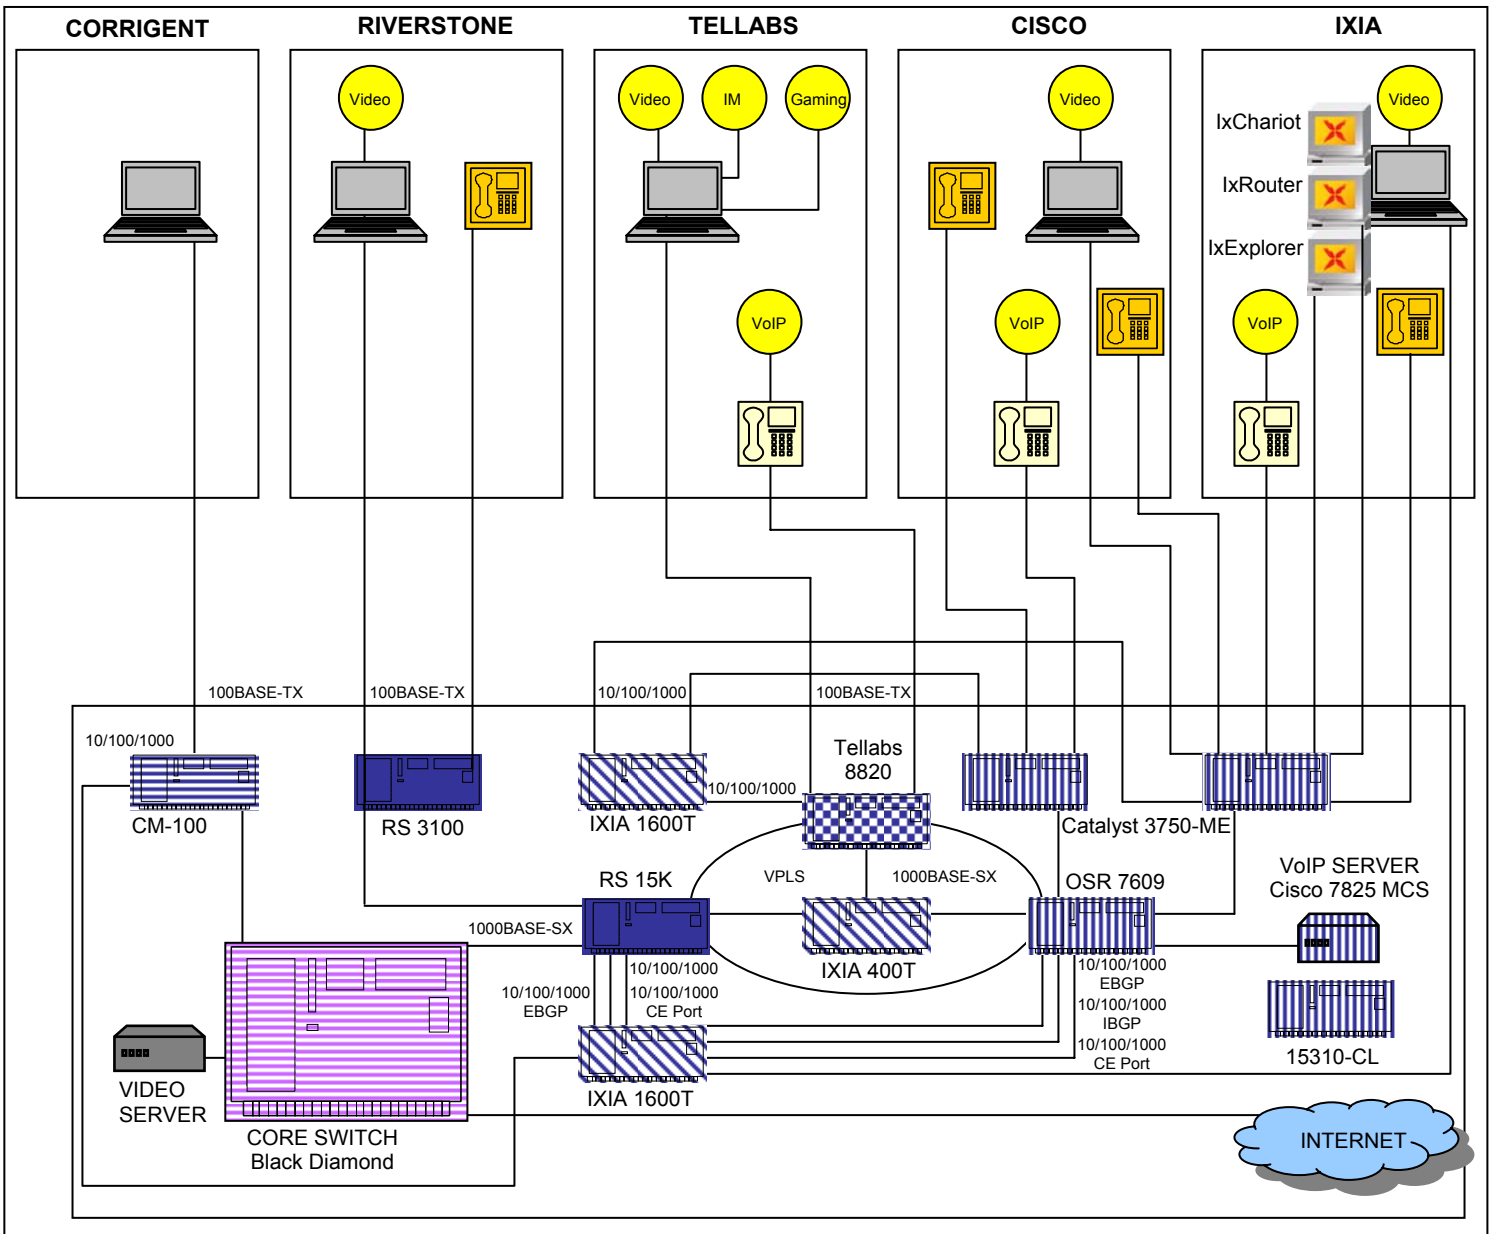 CORRIGENT
RIVERSTONE
TELLABS
CISCO
IXIA
Video
Video
IM
Gaming
Video
Video
IxChariot
IxRouter
IxExplorer
VoIP
VoIP
VoIP
100BASE-TX
100BASE-TX
10/100/1000
100BASE-TX
10/100/1000
CM-100
RS 3100
IXIA 1600T
10/100/1000
Tellabs
8820
Catalyst 3750-ME
RS 15K
VPLS
1000BASE-SX
OSR 7609
VoIP SERVER
Cisco 7825 MCS
1000BASE-SX
IXIA 400T
10/100/1000
10/100/1000
EBGP
10/100/1000
CE Port
10/100/1000
EBGP
10/100/1000
IBGP
10/100/1000
CE Port
15310-CL
IXIA 1600T
VIDEO
SERVER
CORE SWITCH
Black Diamond
INTERNET